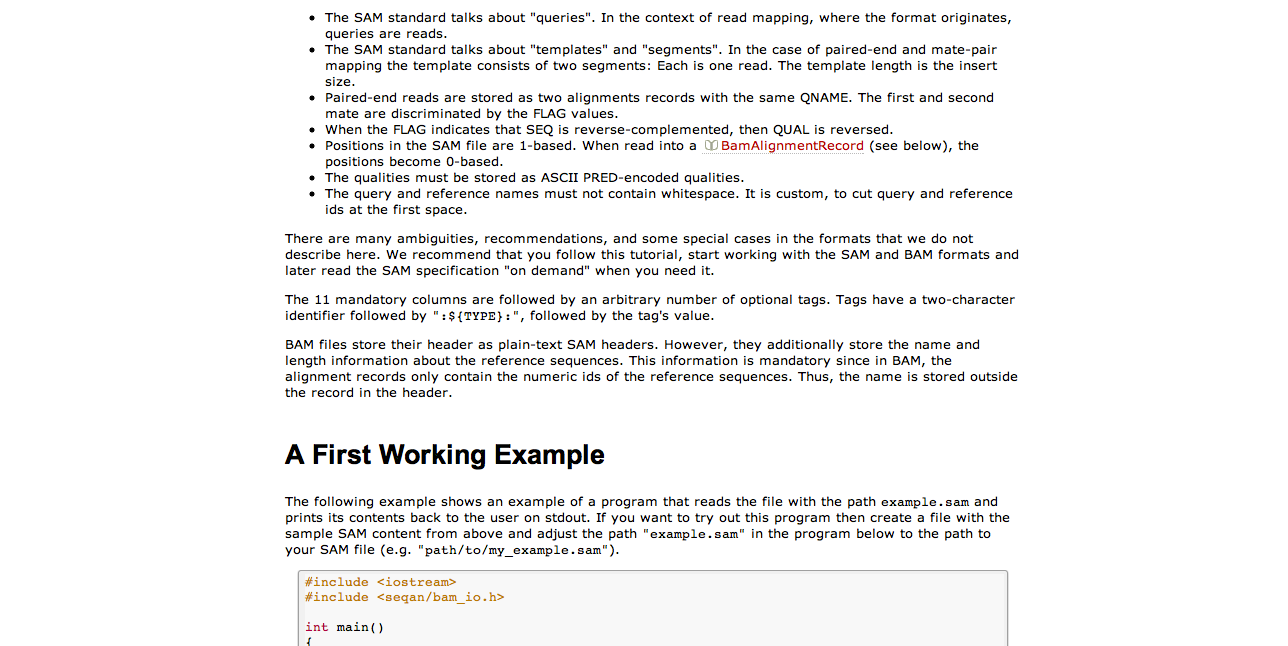 • The SAM standard talks about "queries". In the context of read mapping, where the format originates,
queries are reads.
• The SAM standard talks about "templates" and "segments". In the case of paired-end and mate-pair
mapping the template consists of two segments: Each is one read. The template length is the insert
size.
• Paired-end reads are stored as two alignments records with the same QNAME. The first and second
mate are discriminated by the FLAG values.
• When the FLAG indicates that SEQ is reverse-complemented, then QUAL is reversed.
• Positions in the SAM file are 1-based. When read into a BamAlignmentRecord (see below), the
positions become 0-based.
• The qualities must be stored as ASCII PRED-encoded qualities.
• The query and reference names must not contain whitespace. It is custom, to cut query and reference
ids at the first space.
There are many ambiguities, recommendations, and some special cases in the formats that we do not
describe here. We recommend that you follow this tutorial, start working with the SAM and BAM formats and
later read the SAM specification "on demand" when you need it.
The 11 mandatory columns are followed by an arbitrary number of optional tags. Tags have a two-character
identifier followed by ":${TYPE}:", followed by the tag's value.
BAM files store their header as plain-text SAM headers. However, they additionally store the name and
length information about the reference sequences. This information is mandatory since in BAM, the
alignment records only contain the numeric ids of the reference sequences. Thus, the name is stored outside
the record in the header.
A First Working Example
The following example shows an example of a program that reads the file with the path example.sam and
prints its contents back to the user on stdout. If you want to try out this program then create a file with the
sample SAM content from above and adjust the path "example.sam" in the program below to the path to
your SAM file (e.g. "path/to/my_example.sam").
#include <iostream>
#include <seqan/bam_io.h>
int main()
{